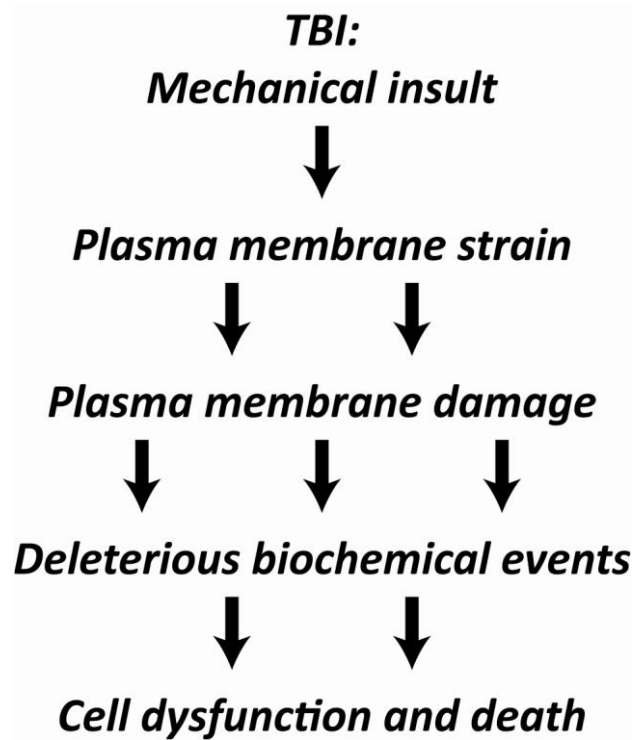 TBI:
Mechanical insult
Plasma membrane strain
Plasma membrane damage
Deleterious biochemical events
Cell dysfunction and death